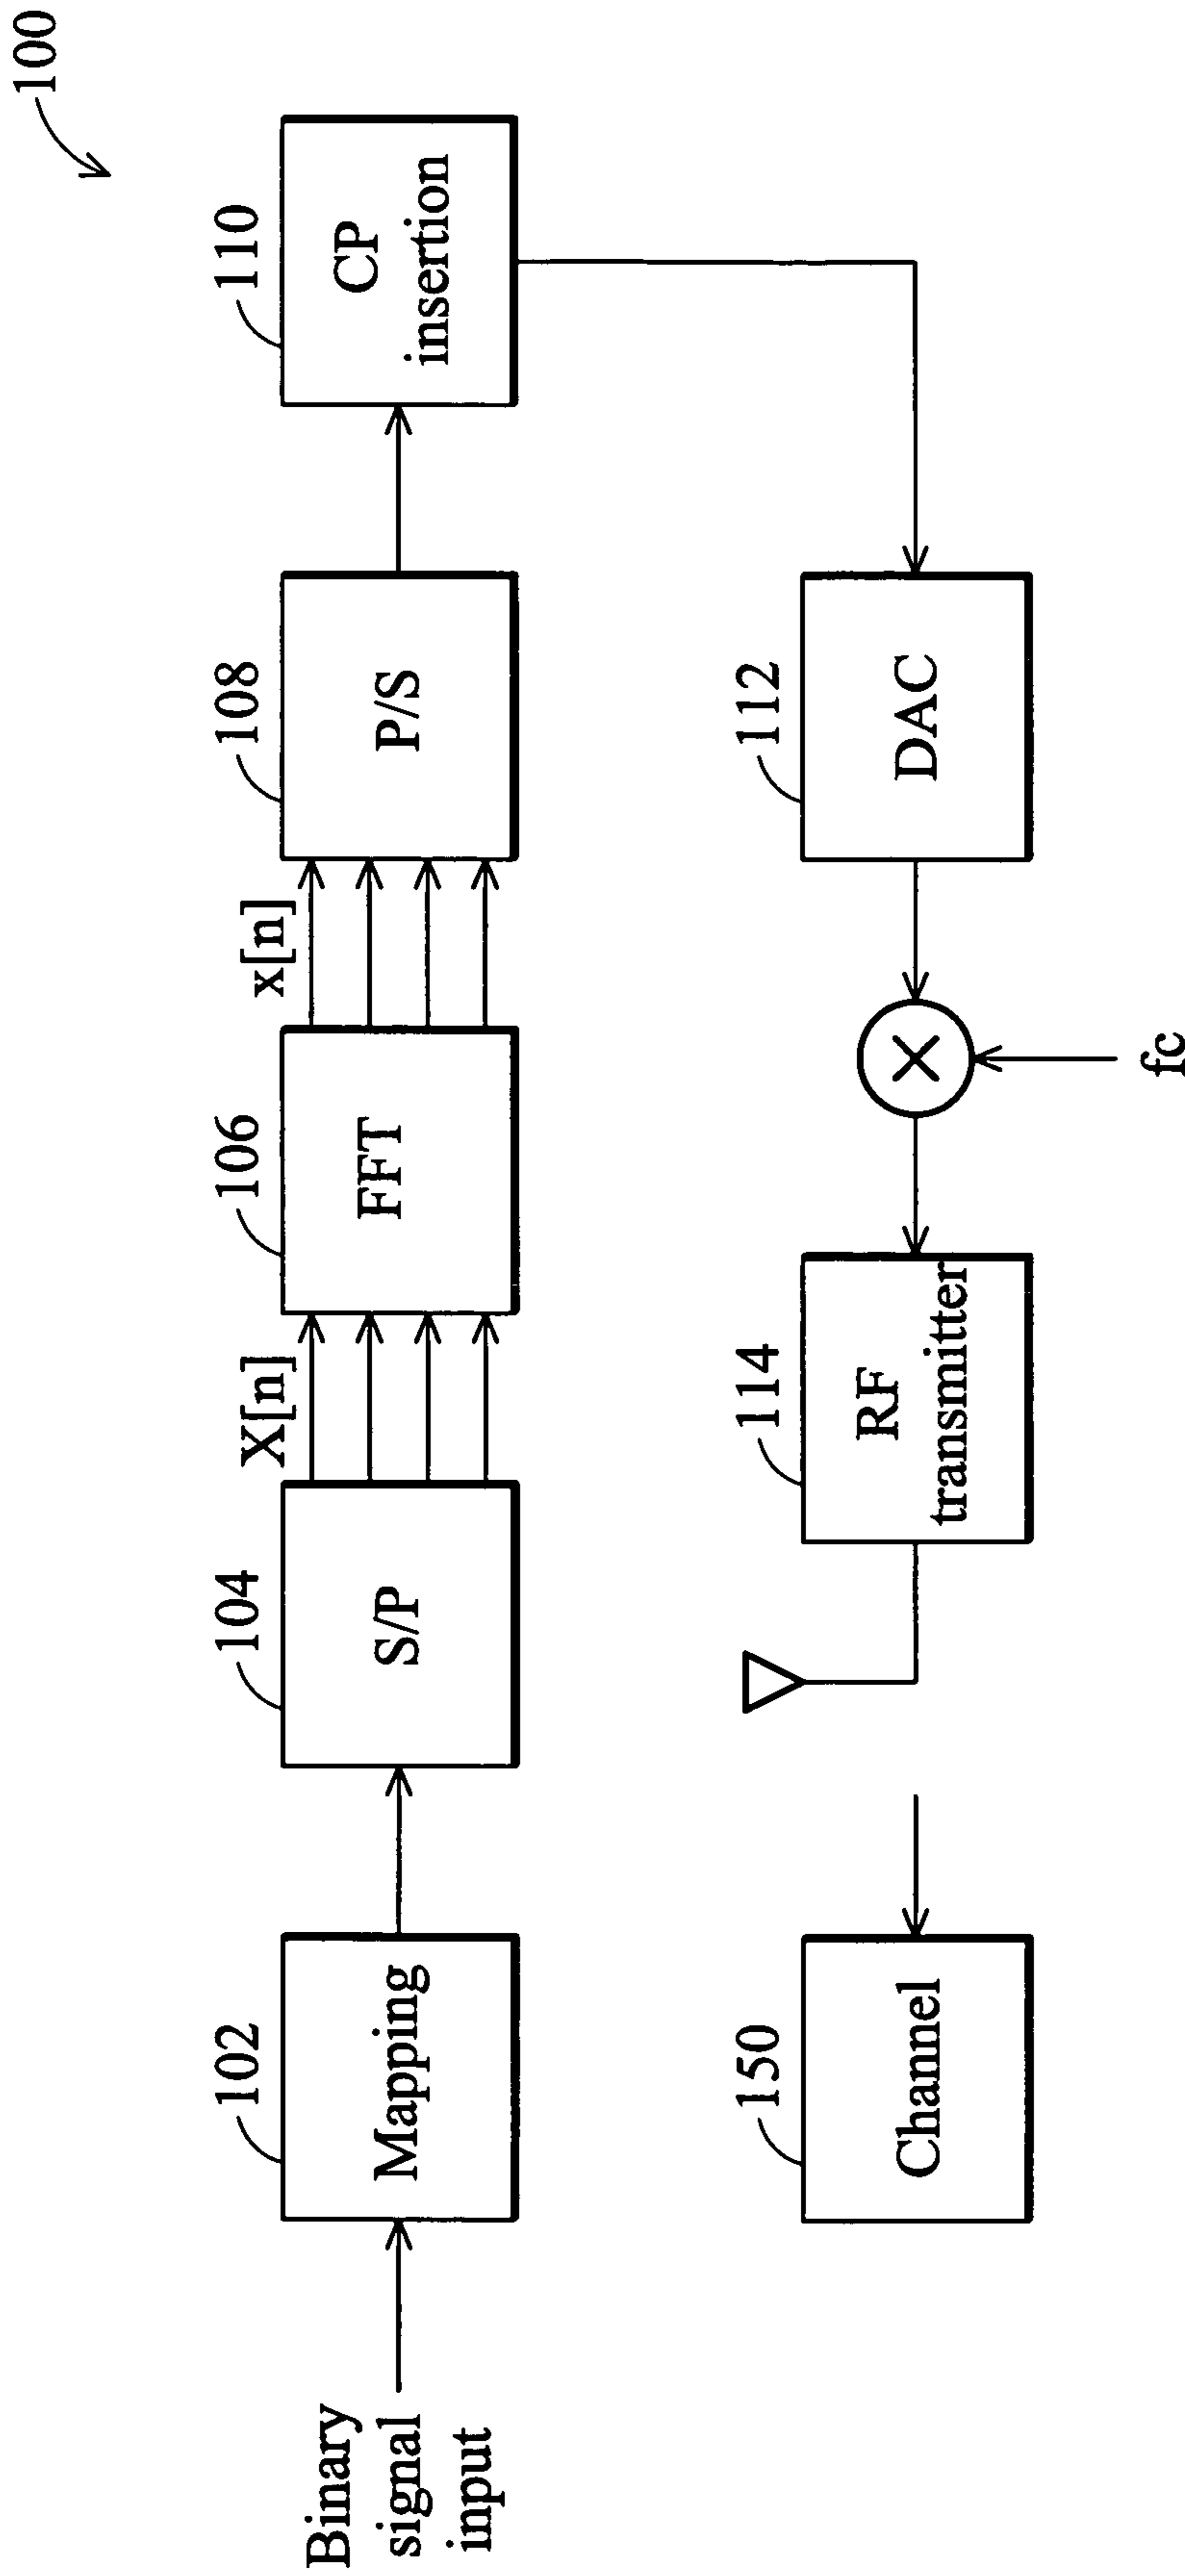 100
Binary
signal
input
102
Mapping
104
S/P
X[n]
106
FFT
x[n]
108
P/S
110
CP
insertion
150
Channel
114
RF
transmitter
fc
112
DAC